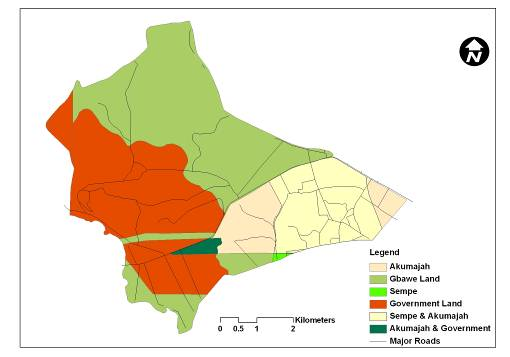 N
Legend
Akumajah
Gbawe Land
Sempe
Government Land
Sempe & Akumajah
Akumajah & Government
Major Roads
Kilometers
0 0.5 1 2